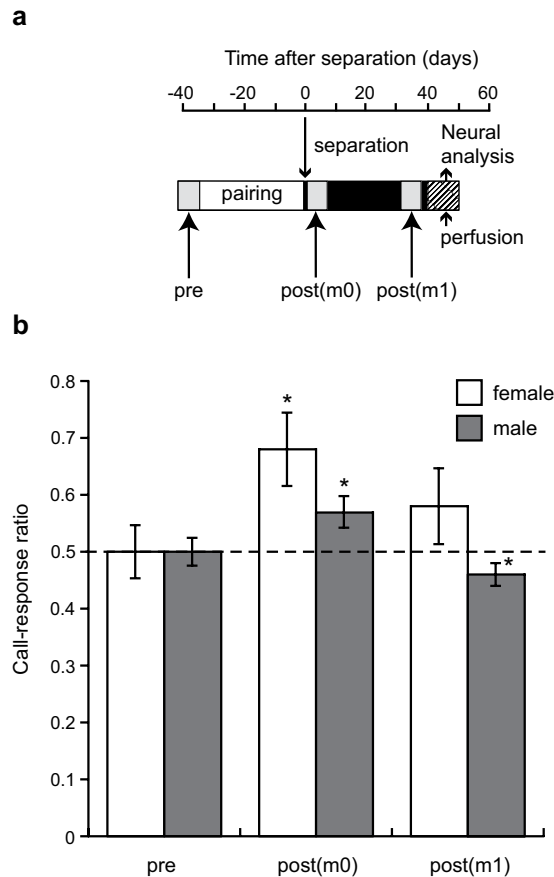 a
Time after separation (days)
-40 -20 0 20 40 60
separation
Neural
analysis
pairing
perfusion
pre post(m0) post(m1)
b
0.8
0.7
0.6
0.5
0.4
0.3
0.2
0.1
0
Call-response ratio
female
male
*
*
*
pre post(m0) post(m1)